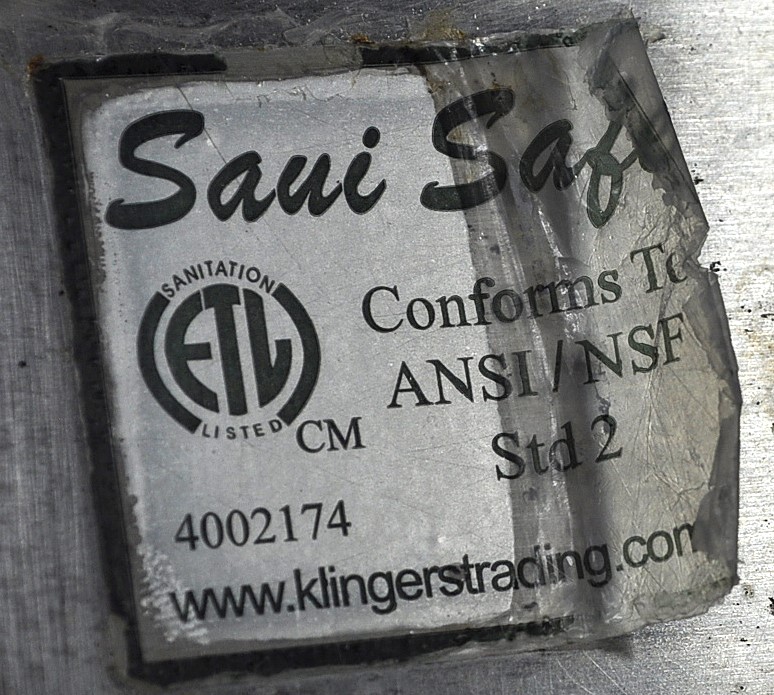 Saui Saf
SANITATION
ETL
LISTED
CM
Conforms To
ANSI / NSF
Std 2
4002174
www.klingerstrading.com